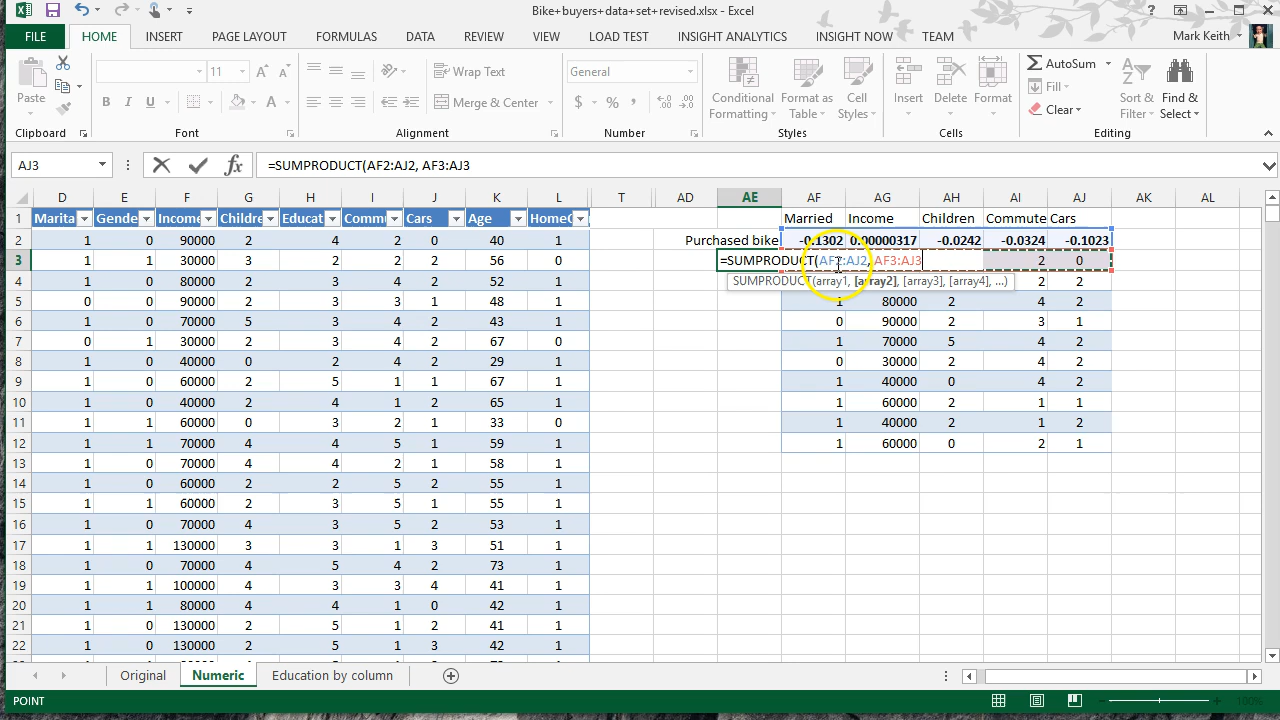 Bike+buyers+data+set+revised.xlsx - Excel
FILE HOME INSERT PAGE LAYOUT FORMULAS DATA REVIEW VIEW LOAD TEST INSIGHT ANALYTICS INSIGHT NOW TEAM Mark Keith
Paste
Clipboard
11
B I U
Font
Wrap Text
Merge & Center
Alignment
General
$ % ,
Number
Conditional Formatting
Format as Table
Cell Styles
Styles
Insert Delete Format
Cells
AutoSum
Fill
Clear
Sort & Filter
Find & Select
Editing
AJ3 fx =SUMPRODUCT(AF2:AJ2, AF3:AJ3
D E F G H I J K L T AD AE AF AG AH AI AJ AK AL
1 Marita Gende Income Childre Educat Comm Cars Age Married Income Children Commute Cars
2 1 0 90000 2 4 2 0 40 1 Purchased bike -0.1302 0.00000317 -0.0242 -0.0324 -0.1023
3 1 1 30000 3 2 2 2 56 0 =SUMPRODUCT(AF2:AJ2, AF3:AJ3 2 0
4 1 0 80000 2 3 4 2 52 1 2 2
SUMPRODUCT(array1, [array2], [array3], [array4], ...)
5 0 0 90000 2 3 3 1 48 1 1 80000 2 4 2
6 1 0 70000 5 3 4 2 43 1 0 90000 2 3 1
7 0 1 30000 2 3 4 2 67 0 1 70000 5 4 2
8 1 0 40000 0 2 4 2 29 1 0 30000 2 4 2
9 1 0 60000 2 5 1 1 67 1 1 40000 0 4 2
10 1 0 40000 2 4 1 2 65 1 1 60000 2 1 1
11 1 1 60000 0 3 2 1 33 0 1 40000 2 1 2
12 1 1 70000 4 4 5 1 59 1 1 60000 0 2 1
13 1 0 70000 4 4 2 1 58 1
14 1 0 60000 2 2 5 2 55 1
15 1 1 60000 2 3 5 1 55 1
16 1 0 70000 4 3 5 2 53 1
17 1 1 130000 3 3 1 3 51 1
18 1 0 70000 4 5 4 2 73 1
19 1 1 100000 4 3 3 4 41 1
20 1 1 80000 4 4 1 0 42 1
21 1 0 130000 2 5 1 2 41 1
22 1 0 130000 2 5 1 3 42 1
Original Numeric Education by column
POINT 100%